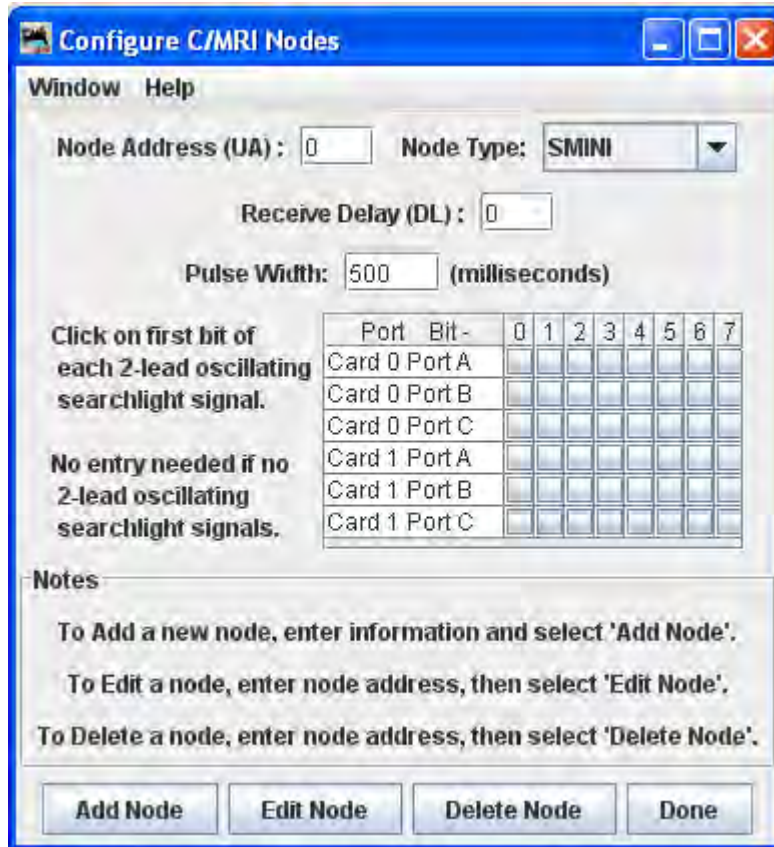 Configure C/MRI Nodes
Window Help
Node Address (UA) : 0 Node Type: SMINI
Receive Delay (DL) : 0
Pulse Width: 500 (milliseconds)
Click on first bit of
each 2-lead oscillating
searchlight signal.
No entry needed if no
2-lead oscillating
searchlight signals.
Port Bit - 0 1 2 3 4 5 6 7
Card 0 Port A
Card 0 Port B
Card 0 Port C
Card 1 Port A
Card 1 Port B
Card 1 Port C
Notes
To Add a new node, enter information and select 'Add Node'.
To Edit a node, enter node address, then select 'Edit Node'.
To Delete a node, enter node address, then select 'Delete Node'.
Add Node Edit Node Delete Node Done